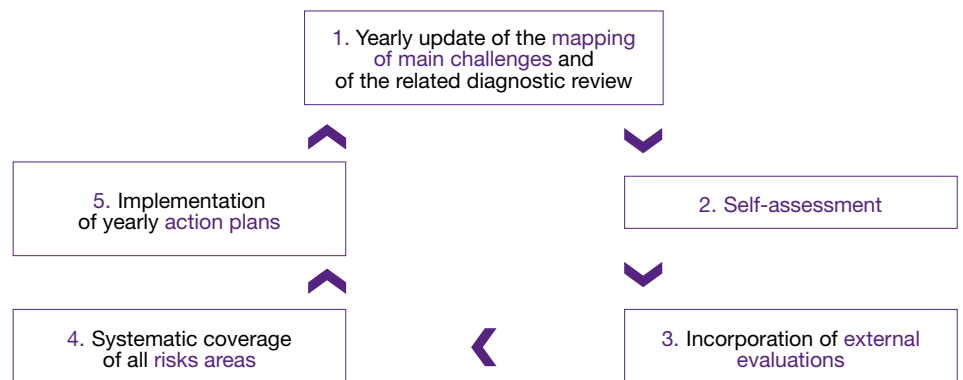 1. Yearly update of the mapping
of main challenges and
of the related diagnostic review
2. Self-assessment
3. Incorporation of external
evaluations
4. Systematic coverage
of all risks areas
5. Implementation
of yearly action plans